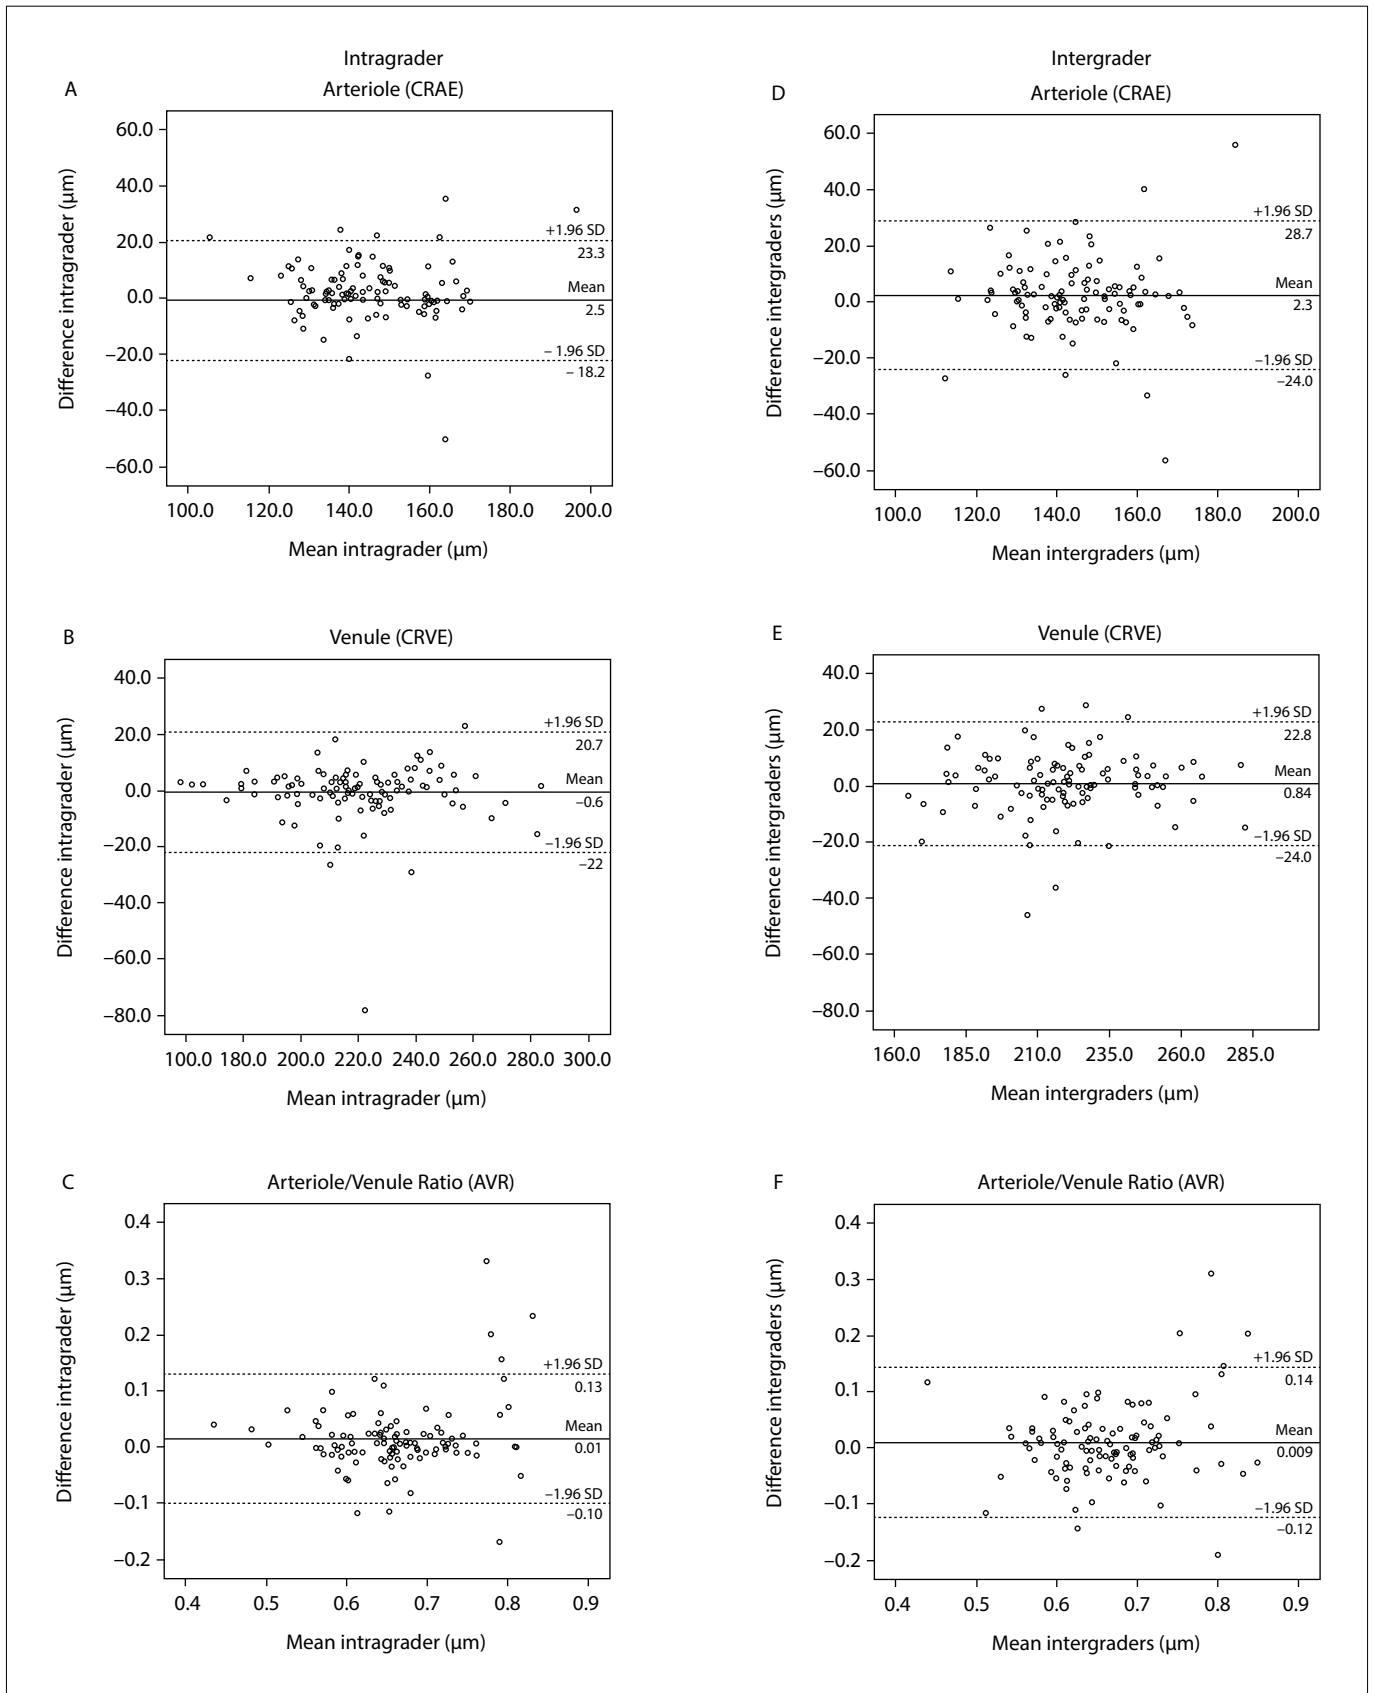 Intragrader
A
Arteriole (CRAE)
Difference intragrader (µm)
60.0
40.0
20.0
0.0
−20.0
−40.0
−60.0
+1.96 SD
23.3
Mean
2.5
− 1.96 SD
− 18.2
100.0 120.0 140.0 160.0 180.0 200.0
Mean intragrader (µm)
Intergrader
D
Arteriole (CRAE)
Difference intergraders (µm)
60.0
40.0
20.0
0.0
−20.0
−40.0
−60.0
+1.96 SD
28.7
Mean
2.3
−1.96 SD
−24.0
100.0 120.0 140.0 160.0 180.0 200.0
Mean intergraders (µm)
B
Venule (CRVE)
Difference intragrader (µm)
40.0
20.0
0.0
−20.0
−40.0
−60.0
−80.0
+1.96 SD
20.7
Mean
−0.6
−1.96 SD
−22
100.0 180.0 200.0 220.0 240.0 260.0 280.0 300.0
Mean intragrader (µm)
E
Venule (CRVE)
Difference intergraders (µm)
40.0
20.0
0.0
−20.0
−40.0
−60.0
−80.0
+1.96 SD
22.8
Mean
0.84
−1.96 SD
−24.0
160.0 185.0 210.0 235.0 260.0 285.0
Mean intergraders (µm)
C
Arteriole/Venule Ratio (AVR)
Difference intragrader (µm)
0.4
0.3
0.2
0.1
0.0
−0.1
−0.2
+1.96 SD
0.13
Mean
0.01
−1.96 SD
−0.10
0.4 0.5 0.6 0.7 0.8 0.9
Mean intragrader (µm)
F
Arteriole/Venule Ratio (AVR)
Difference intergraders (µm)
0.4
0.3
0.2
0.1
0.0
−0.1
−0.2
+1.96 SD
0.14
Mean
0.009
−1.96 SD
−0.12
0.4 0.5 0.6 0.7 0.8 0.9
Mean intergraders (µm)